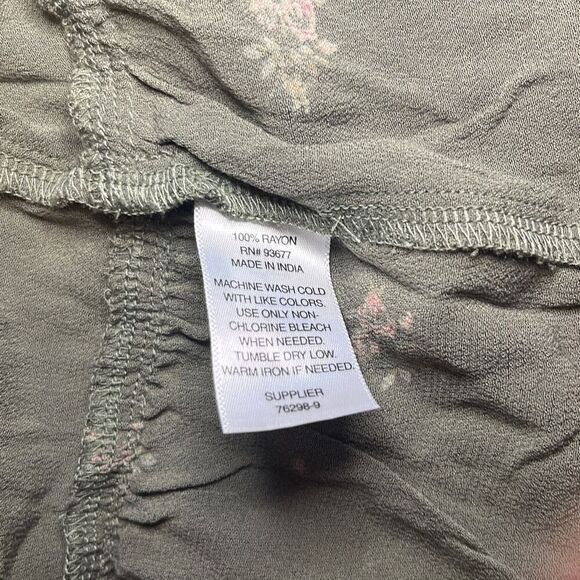 100% RAYON
RN# 93677
MADE IN INDIA
MACHINE WASH COLD
WITH LIKE COLORS.
USE ONLY NON-
CHLORINE BLEACH
WHEN NEEDED.
TUMBLE DRY LOW.
WARM IRON IF NEEDED.
SUPPLIER
76298-9